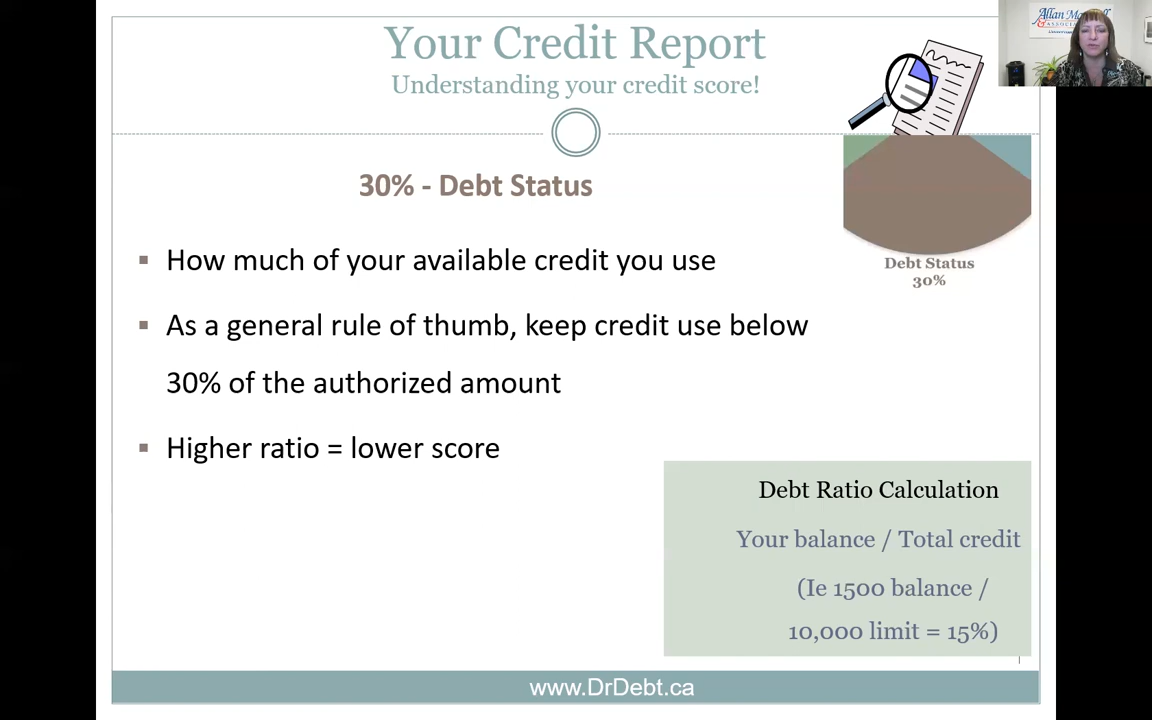 Your Credit Report
Understanding your credit score!
30% - Debt Status
▪ How much of your available credit you use
▪ As a general rule of thumb, keep credit use below
30% of the authorized amount
▪ Higher ratio = lower score
Debt Status
30%
Debt Ratio Calculation
Your balance / Total credit
(Ie 1500 balance /
10,000 limit = 15%)
www.DrDebt.ca
Allan